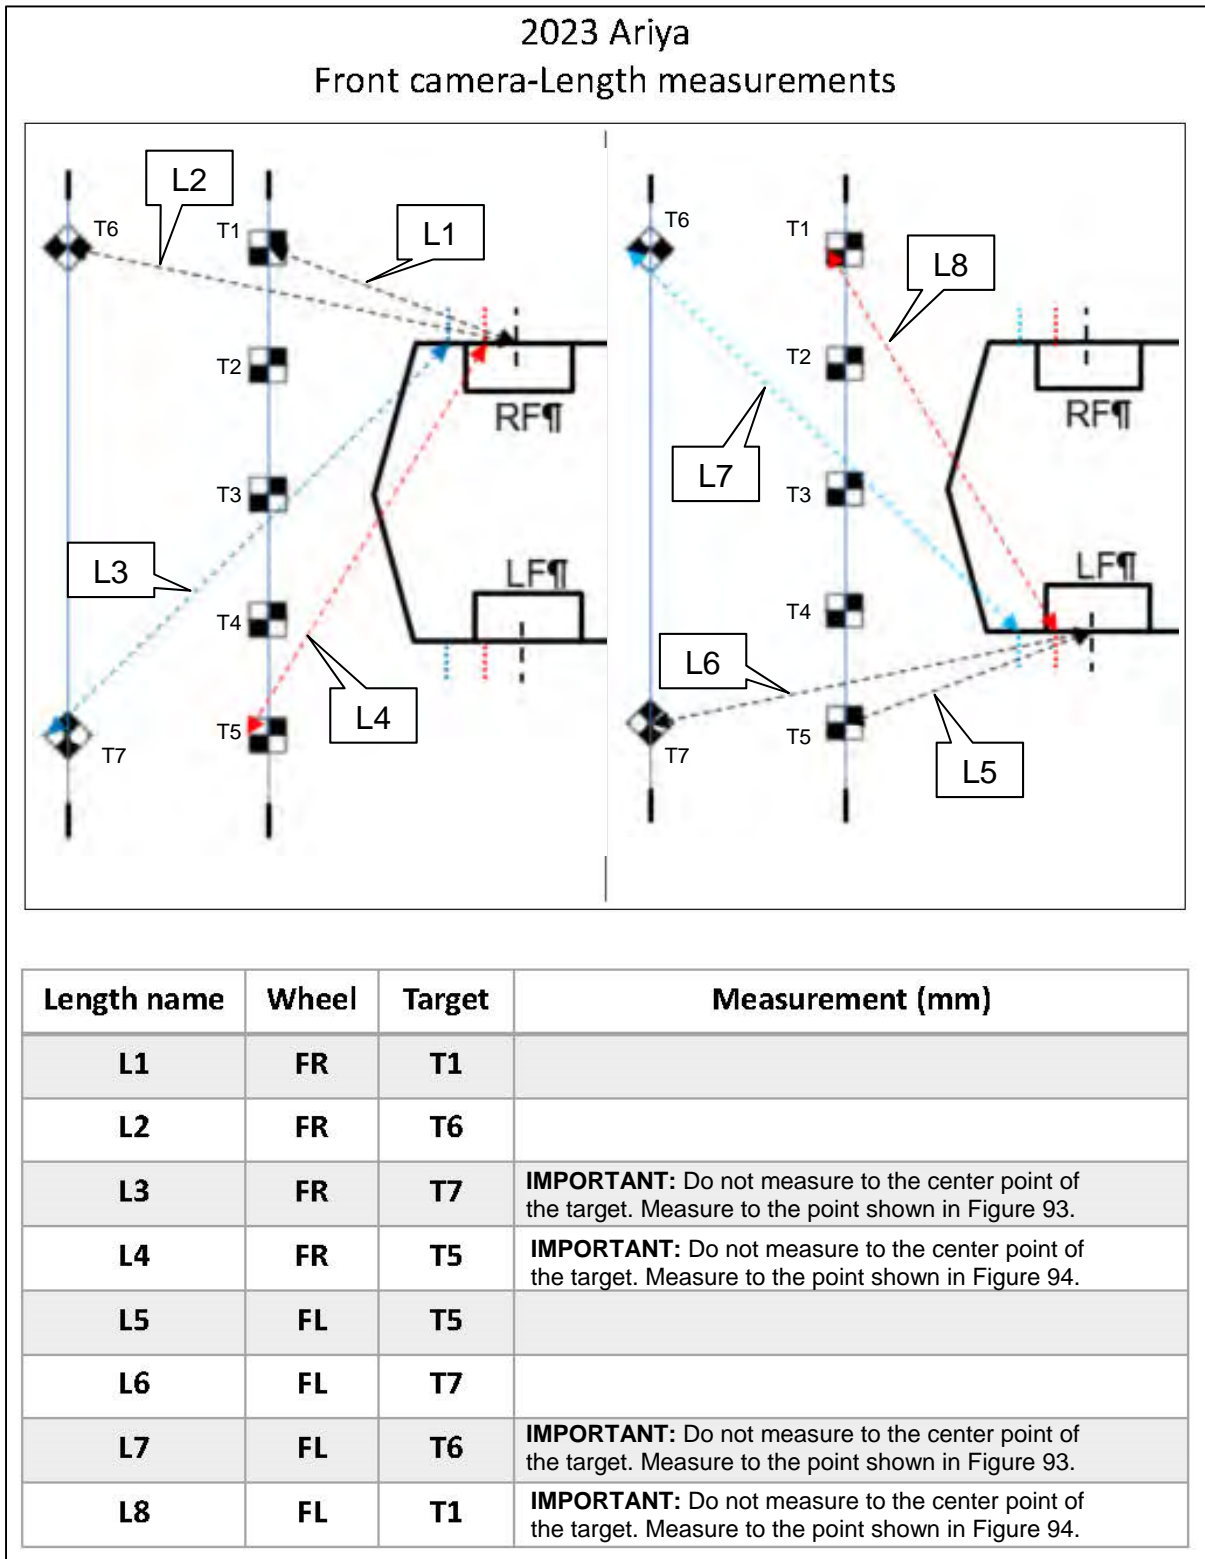 2023 Ariya
Front camera-Length measurements
L2
T6
T1
L1
T2
RF¶
T3
L3
LF¶
T4
L4
T5
T7
T6
T1
L8
T2
RF¶
L7
T3
LF¶
T4
L6
T5
T7
L5
Length name Wheel Target Measurement (mm)
L1 FR T1
L2 FR T6
L3 FR T7 IMPORTANT: Do not measure to the center point of
the target. Measure to the point shown in Figure 93.
L4 FR T5 IMPORTANT: Do not measure to the center point of
the target. Measure to the point shown in Figure 94.
L5 FL T5
L6 FL T7
L7 FL T6 IMPORTANT: Do not measure to the center point of
the target. Measure to the point shown in Figure 93.
L8 FL T1 IMPORTANT: Do not measure to the center point of
the target. Measure to the point shown in Figure 94.